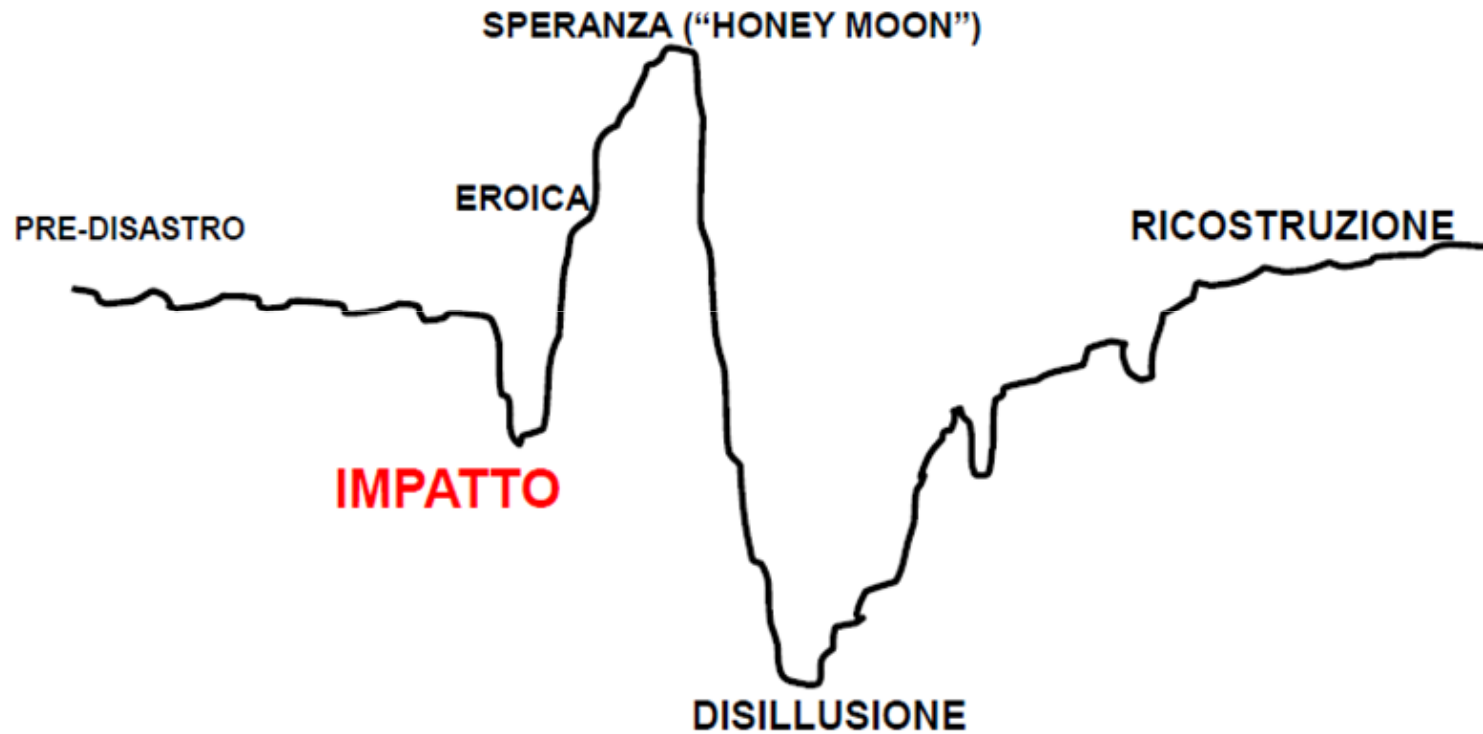 SPERANZA (“HONEY MOON”)
EROICA
PRE-DISASTRO
RICOSTRUZIONE
IMPATTO
DISILLUSIONE